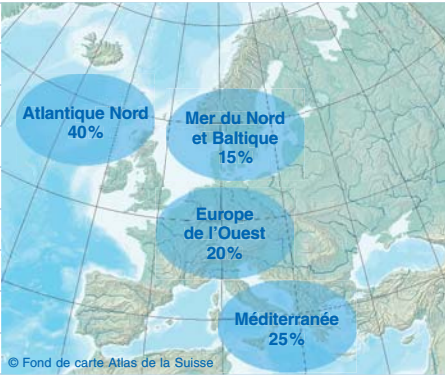 Atlantique Nord
40%
Mer du Nord
et Baltique
15%
Europe
de l'Ouest
20%
Méditerranée
25%
© Fond de carte Atlas de la Suisse